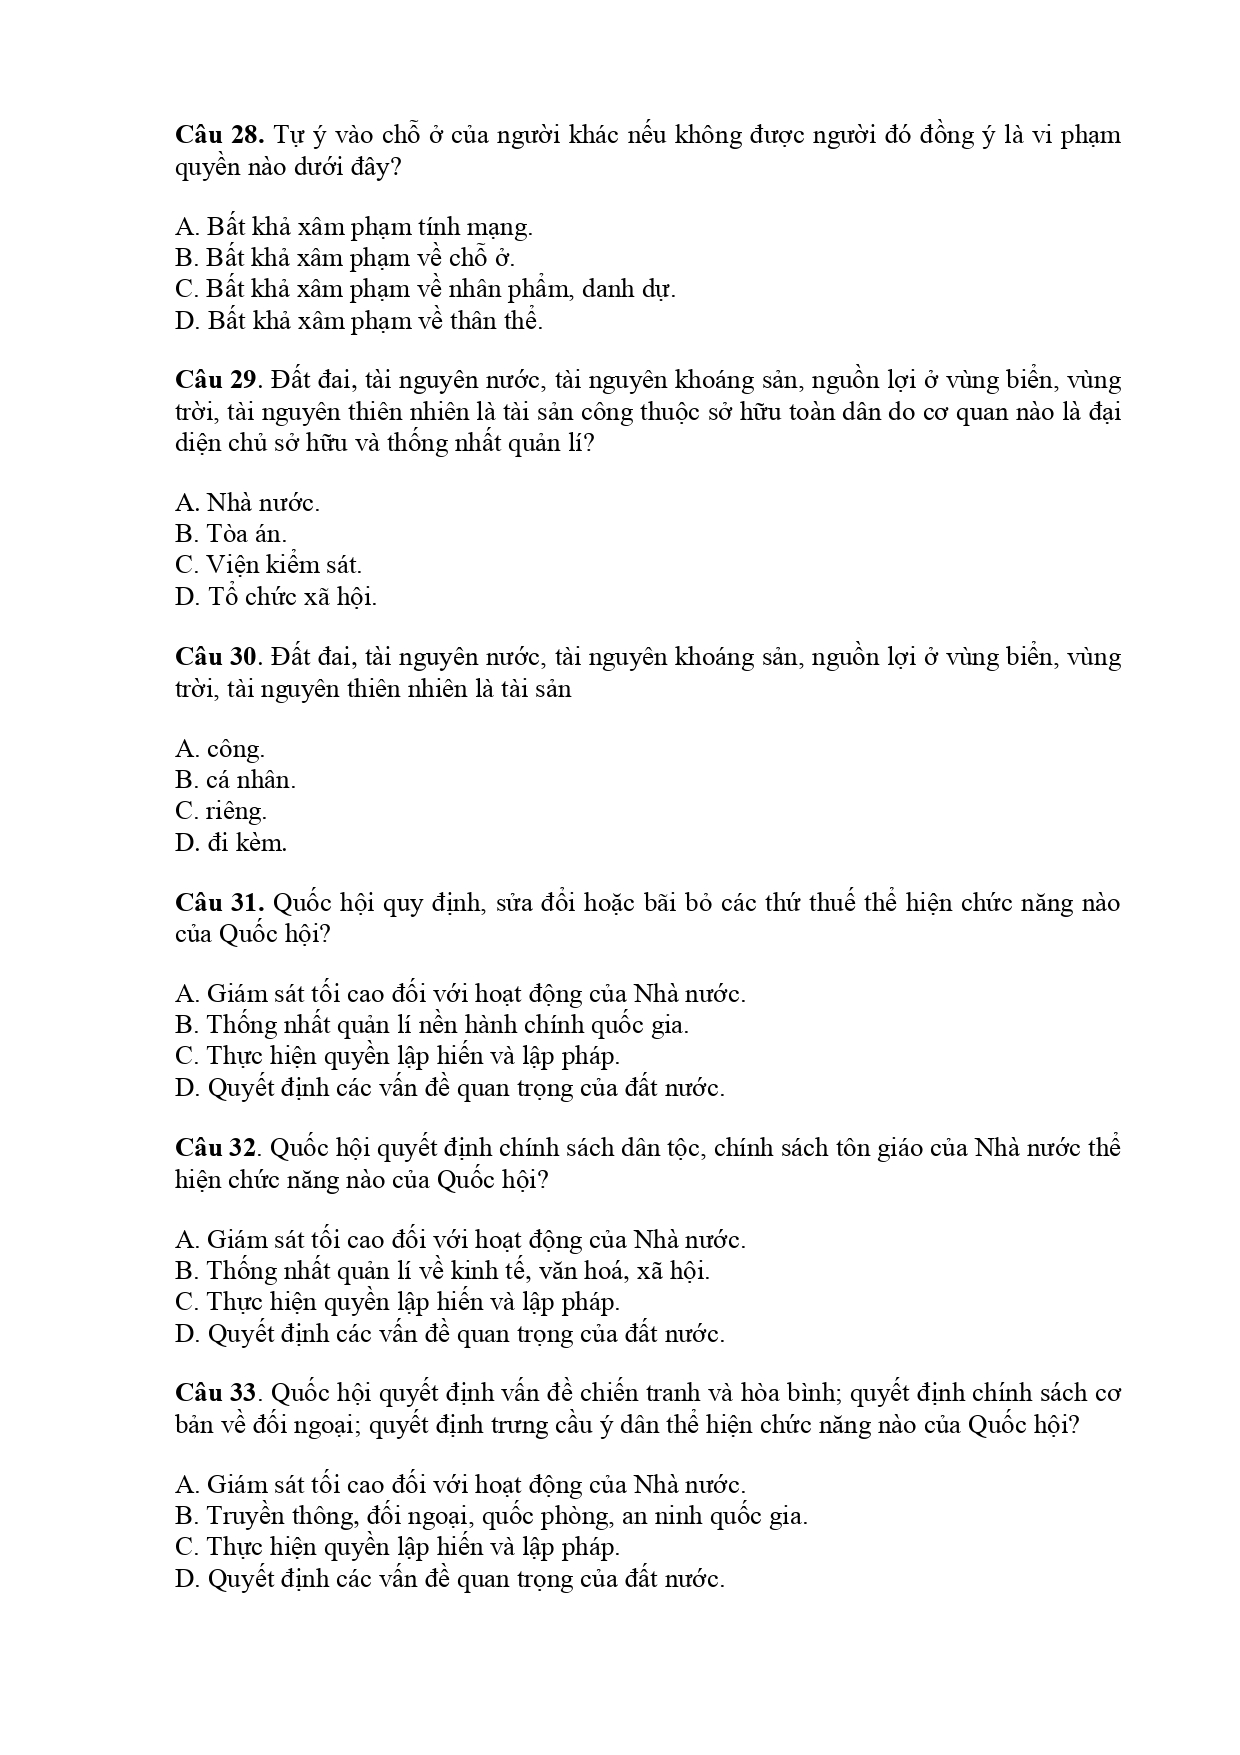 Câu 28. Tự ý vào chỗ ở của người khác nếu không được người đó đồng ý là vi phạm
quyền nào dưới đây?
A. Bất khả xâm phạm tính mạng.
B. Bất khả xâm phạm về chỗ ở.
C. Bất khả xâm phạm về nhân phẩm, danh dự.
D. Bất khả xâm phạm về thân thể.
Câu 29. Đất đai, tài nguyên nước, tài nguyên khoáng sản, nguồn lợi ở vùng biển, vùng
trời, tài nguyên thiên nhiên là tài sản công thuộc sở hữu toàn dân do cơ quan nào là đại
diện chủ sở hữu và thống nhất quản lí?
A. Nhà nước.
B. Tòa án.
C. Viện kiểm sát.
D. Tổ chức xã hội.
Câu 30. Đất đai, tài nguyên nước, tài nguyên khoáng sản, nguồn lợi ở vùng biển, vùng
trời, tài nguyên thiên nhiên là tài sản
A. công.
B. cá nhân.
C. riêng.
D. đi kèm.
Câu 31. Quốc hội quy định, sửa đổi hoặc bãi bỏ các thứ thuế thể hiện chức năng nào
của Quốc hội?
A. Giám sát tối cao đối với hoạt động của Nhà nước.
B. Thống nhất quản lí nền hành chính quốc gia.
C. Thực hiện quyền lập hiến và lập pháp.
D. Quyết định các vấn đề quan trọng của đất nước.
Câu 32. Quốc hội quyết định chính sách dân tộc, chính sách tôn giáo của Nhà nước thể
hiện chức năng nào của Quốc hội?
A. Giám sát tối cao đối với hoạt động của Nhà nước.
B. Thống nhất quản lí về kinh tế, văn hoá, xã hội.
C. Thực hiện quyền lập hiến và lập pháp.
D. Quyết định các vấn đề quan trọng của đất nước.
Câu 33. Quốc hội quyết định vấn đề chiến tranh và hòa bình; quyết định chính sách cơ
bản về đối ngoại; quyết định trưng cầu ý dân thể hiện chức năng nào của Quốc hội?
A. Giám sát tối cao đối với hoạt động của Nhà nước.
B. Truyền thông, đối ngoại, quốc phòng, an ninh quốc gia.
C. Thực hiện quyền lập hiến và lập pháp.
D. Quyết định các vấn đề quan trọng của đất nước.